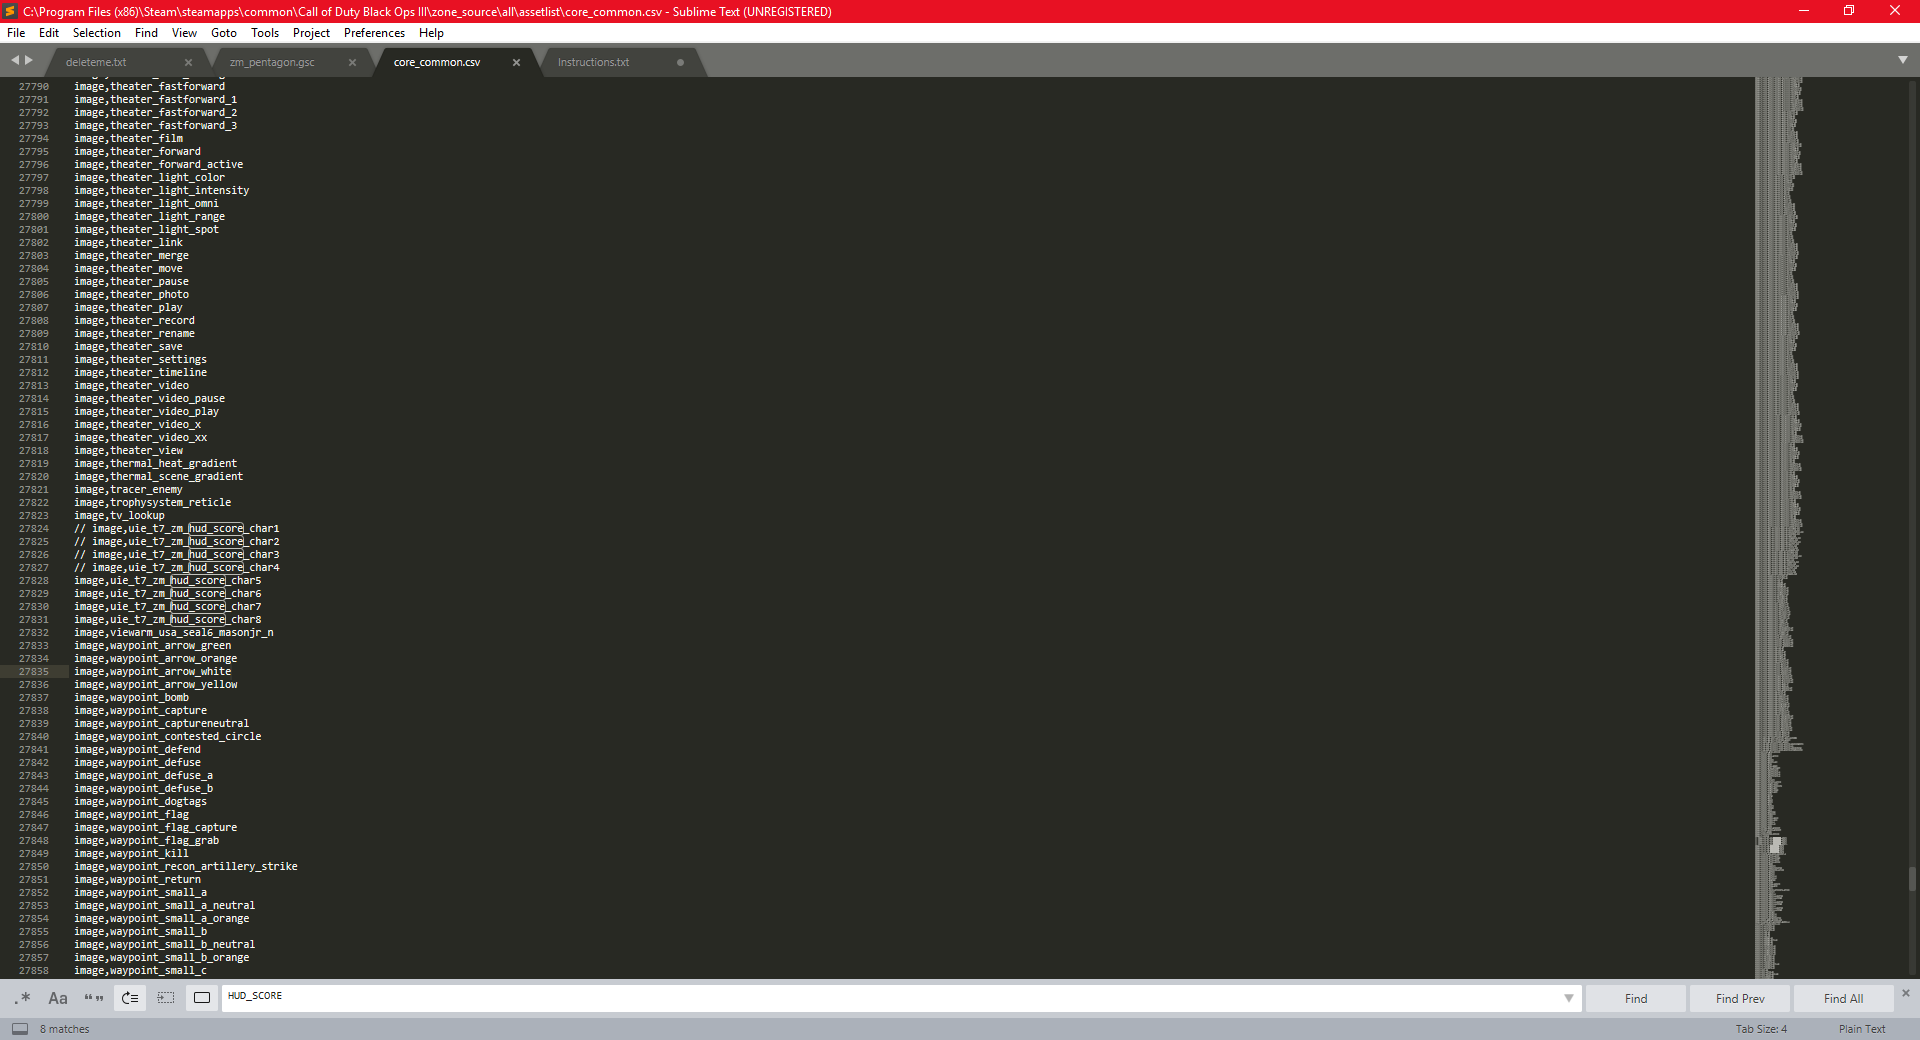 C:\Program Files (x86)\Steam\steamapps\common\Call of Duty Black Ops III\zone_source\all\assetlist\core_common.csv - Sublime Text (UNREGISTERED)
File Edit Selection Find View Goto Tools Project Preferences Help
deleteme.txt zm_pentagon.gsc core_common.csv Instructions.txt
27790 image,theater_fastforward
27791 image,theater_fastforward_1
27792 image,theater_fastforward_2
27793 image,theater_fastforward_3
27794 image,theater_film
27795 image,theater_forward
27796 image,theater_forward_active
27797 image,theater_light_color
27798 image,theater_light_intensity
27799 image,theater_light_omni
27800 image,theater_light_range
27801 image,theater_light_spot
27802 image,theater_link
27803 image,theater_merge
27804 image,theater_move
27805 image,theater_pause
27806 image,theater_photo
27807 image,theater_play
27808 image,theater_record
27809 image,theater_rename
27810 image,theater_save
27811 image,theater_settings
27812 image,theater_timeline
27813 image,theater_video
27814 image,theater_video_pause
27815 image,theater_video_play
27816 image,theater_video_x
27817 image,theater_video_xx
27818 image,theater_view
27819 image,thermal_heat_gradient
27820 image,thermal_scene_gradient
27821 image,tracer_enemy
27822 image,trophysystem_reticle
27823 image,tv_lookup
27824 // image,uie_t7_zm_hud_score_char1
27825 // image,uie_t7_zm_hud_score_char2
27826 // image,uie_t7_zm_hud_score_char3
27827 // image,uie_t7_zm_hud_score_char4
27828 image,uie_t7_zm_hud_score_char5
27829 image,uie_t7_zm_hud_score_char6
27830 image,uie_t7_zm_hud_score_char7
27831 image,uie_t7_zm_hud_score_char8
27832 image,viewarm_usa_seal6_masonjr_n
27833 image,waypoint_arrow_green
27834 image,waypoint_arrow_orange
27835 image,waypoint_arrow_white
27836 image,waypoint_arrow_yellow
27837 image,waypoint_bomb
27838 image,waypoint_capture
27839 image,waypoint_captureneutral
27840 image,waypoint_contested_circle
27841 image,waypoint_defend
27842 image,waypoint_defuse
27843 image,waypoint_defuse_a
27844 image,waypoint_defuse_b
27845 image,waypoint_dogtags
27846 image,waypoint_flag
27847 image,waypoint_flag_capture
27848 image,waypoint_flag_grab
27849 image,waypoint_kill
27850 image,waypoint_recon_artillery_strike
27851 image,waypoint_return
27852 image,waypoint_small_a
27853 image,waypoint_small_a_neutral
27854 image,waypoint_small_a_orange
27855 image,waypoint_small_b
27856 image,waypoint_small_b_neutral
27857 image,waypoint_small_b_orange
27858 image,waypoint_small_c
.* Aa “” HUD_SCORE Find Find Prev Find All
8 matches Tab Size: 4 Plain Text